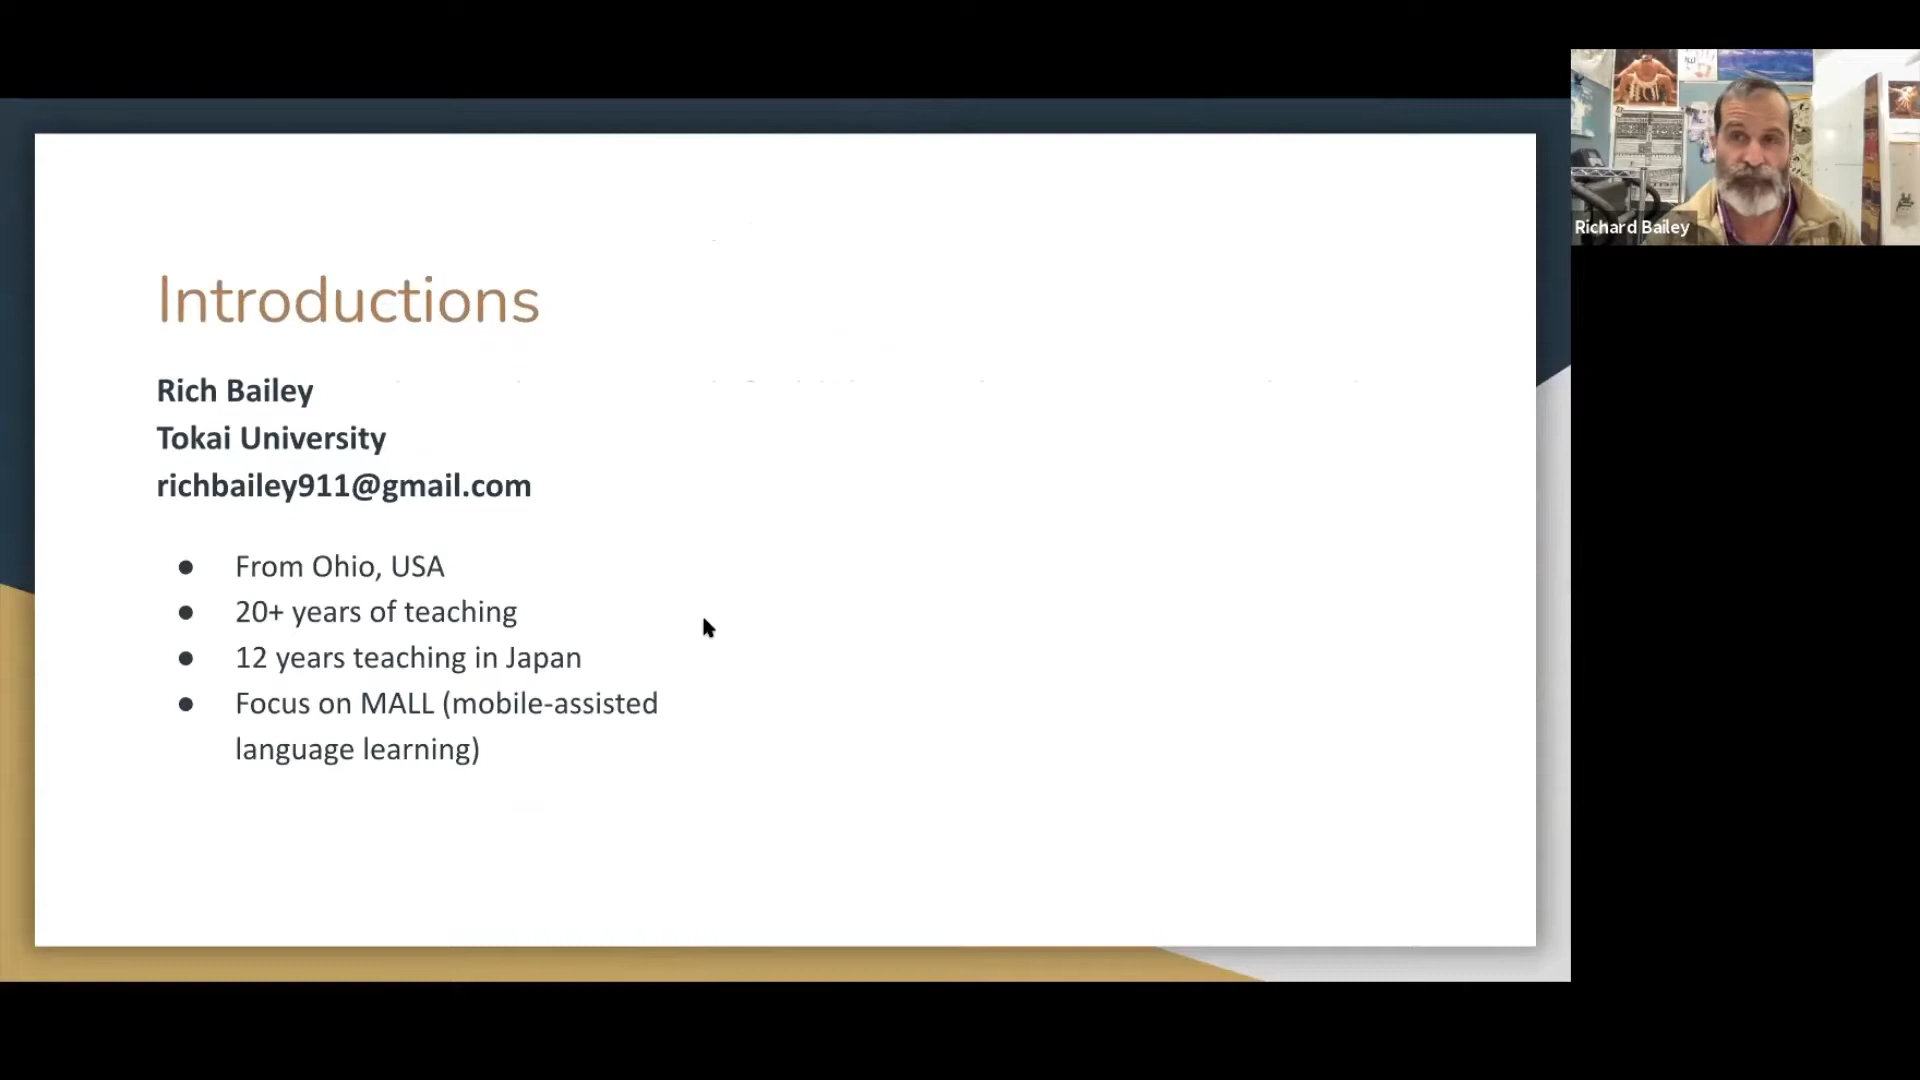 Introductions
Rich Bailey
Tokai University
richbailey911@gmail.com
● From Ohio, USA
● 20+ years of teaching
● 12 years teaching in Japan
● Focus on MALL (mobile-assisted
language learning)
Richard Bailey